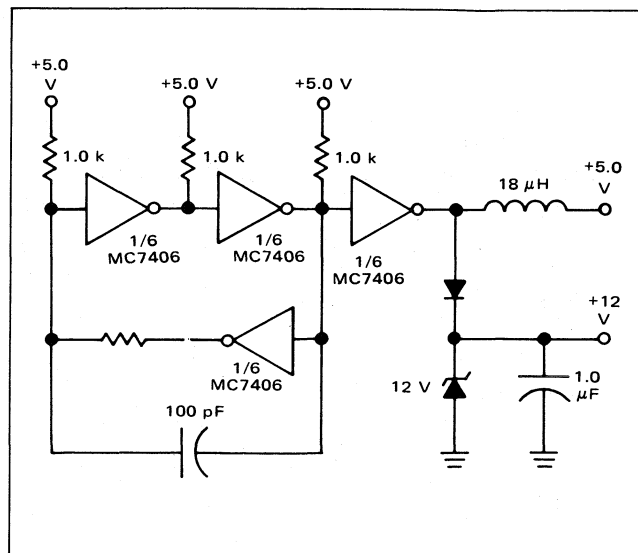 +5.0
V
+5.0 V
+5.0 V
1.0 k
1.0 k
1.0 k
18 μH
+5.0
V
1/6
MC7406
1/6
MC7406
1/6
MC7406
+12
V
1/6
MC7406
12 V
1.0
μF
100 pF